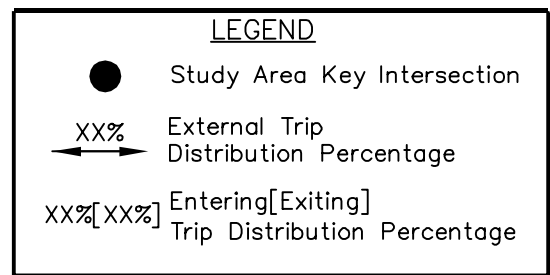 LEGEND
Study Area Key Intersection
XX% External Trip
Distribution Percentage
XX%[XX%] Entering[Exiting]
Trip Distribution Percentage